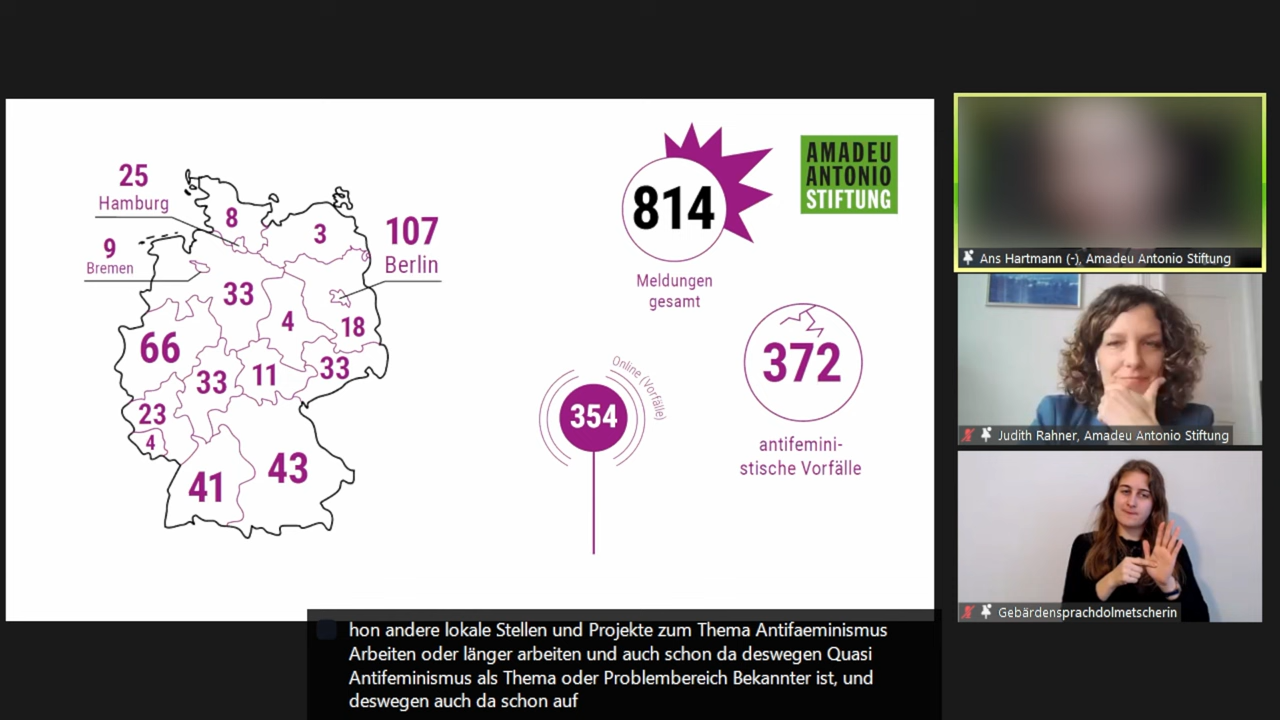 25
Hamburg
8
3
107
Berlin
9
Bremen
33
4
18
66
33
11
33
23
4
41
43
814
Meldungen
gesamt
AMADEU
ANTONIO
STIFTUNG
Online (Vorfälle)
354
372
antifemini-
stische Vorfälle
Ans Hartmann (-), Amadeu Antonio Stiftung
Judith Rahner, Amadeu Antonio Stiftung
Gebärdensprachdolmetscherin
hon andere lokale Stellen und Projekte zum Thema Antifaeminismus
Arbeiten oder länger arbeiten und auch schon da deswegen Quasi
Antifeminismus als Thema oder Problembereich Bekannter ist, und
deswegen auch da schon auf